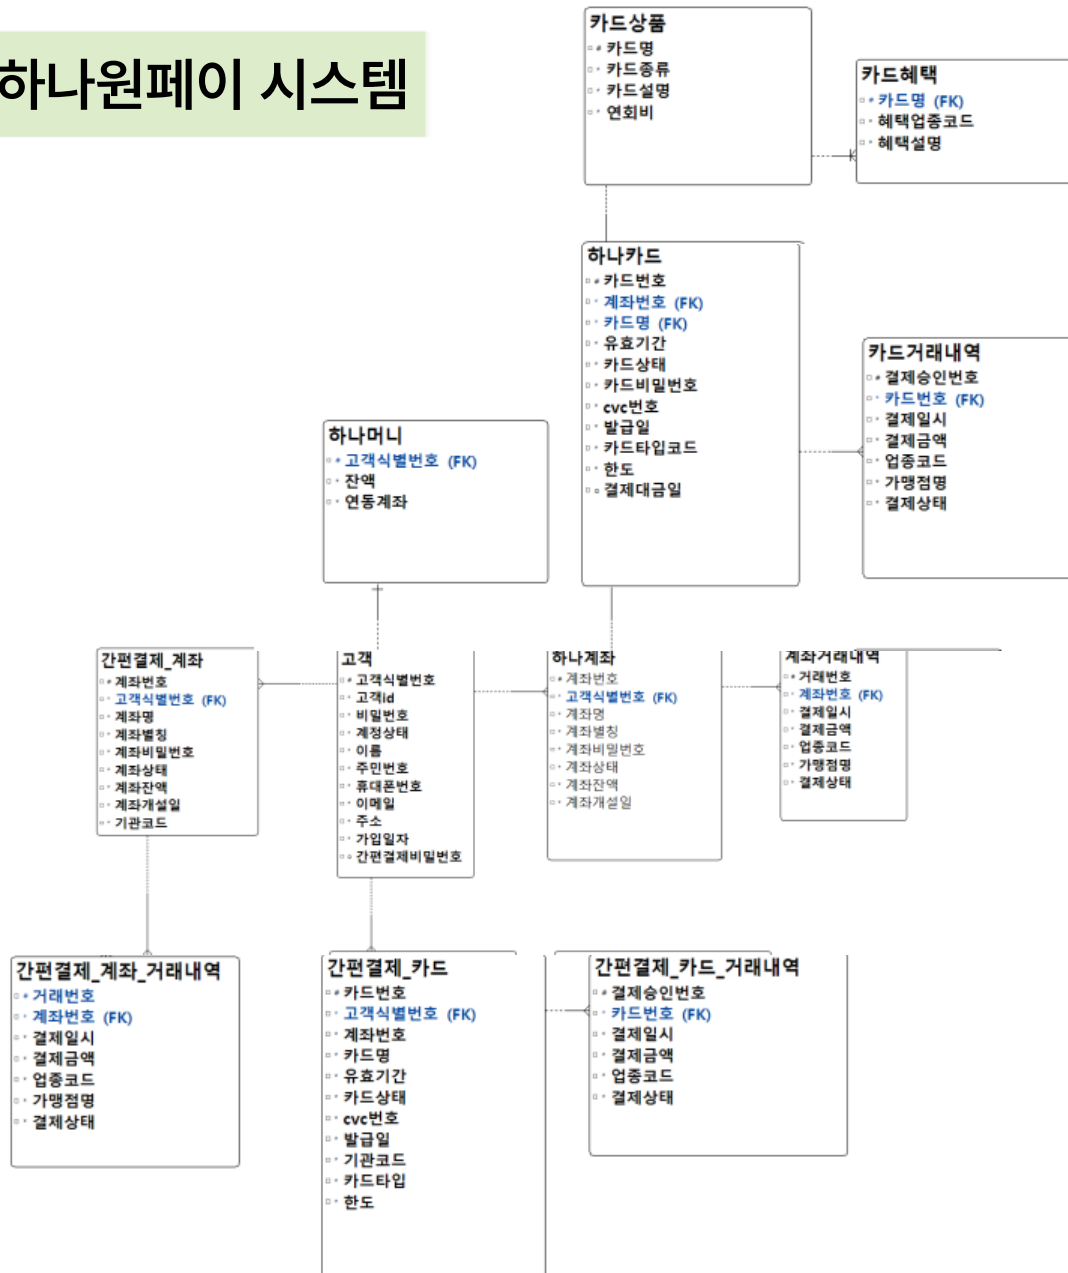 하나원페이 시스템
카드상품
카드명
카드종류
카드설명
연회비
카드혜택
카드명 (FK)
혜택업종코드
혜택설명
하나카드
카드번호
계좌번호 (FK)
카드명 (FK)
유효기간
카드상태
카드비밀번호
cvc번호
발급일
카드타입코드
한도
결제대금일
카드거래내역
결제승인번호
카드번호 (FK)
결제일시
결제금액
업종코드
가맹점명
결제상태
하나머니
고객식별번호 (FK)
잔액
연동계좌
간편결제_계좌
계좌번호
고객식별번호 (FK)
계좌명
계좌별칭
계좌비밀번호
계좌상태
계좌잔액
계좌개설일
기관코드
고객
고객식별번호
고객id
비밀번호
계정상태
이름
주민번호
휴대폰번호
이메일
주소
가입일자
간편결제비밀번호
하나계좌
계좌번호
고객식별번호 (FK)
계좌명
계좌별칭
계좌비밀번호
계좌상태
계좌잔액
계좌개설일
계좌거래내역
거래번호
계좌번호 (FK)
결제일시
결제금액
업종코드
가맹점명
결제상태
간편결제_계좌_거래내역
거래번호
계좌번호 (FK)
결제일시
결제금액
업종코드
가맹점명
결제상태
간편결제_카드
카드번호
고객식별번호 (FK)
계좌번호
카드명
유효기간
카드상태
cvc번호
발급일
기관코드
카드타입
한도
간편결제_카드_거래내역
결제승인번호
카드번호 (FK)
결제일시
결제금액
업종코드
결제상태